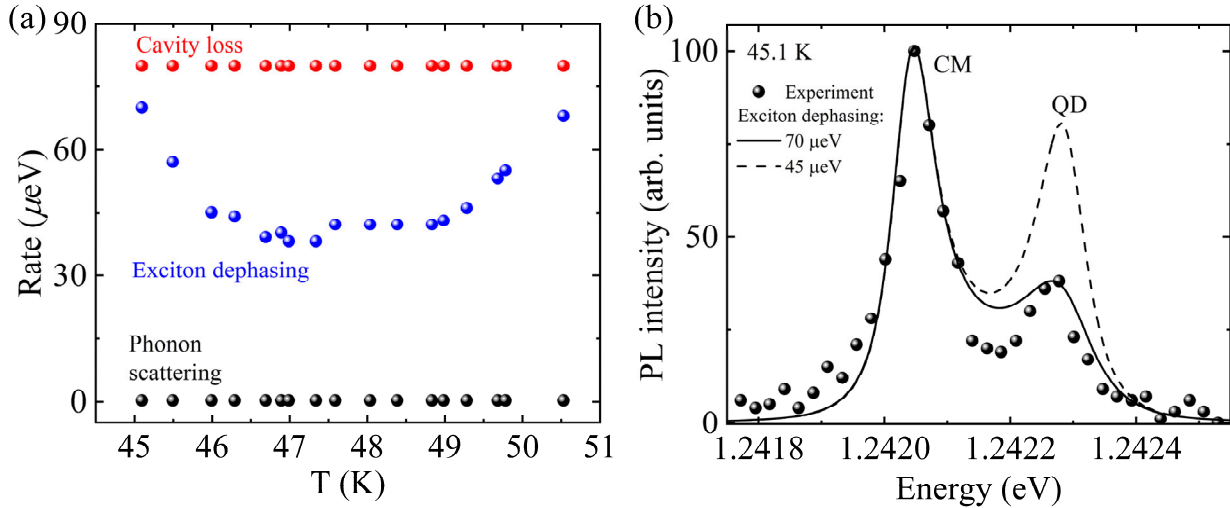 (a)
90
60
30
0
Rate (μeV)
Cavity loss
Exciton dephasing
Phonon
scattering
45 46 47 48 49 50 51
T (K)
(b)
100
50
0
PL intensity (arb. units)
45.1 K
Experiment
Exciton dephasing:
70 μeV
45 μeV
CM
QD
1.2418 1.2420 1.2422 1.2424
Energy (eV)